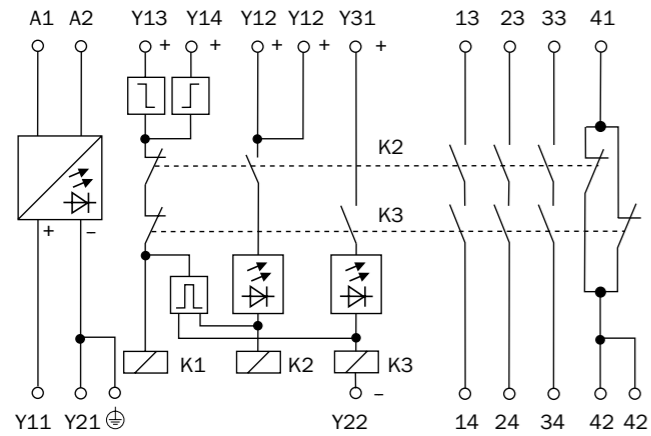 A1 A2 Y13 Y14 Y12 Y12 Y31 13 23 33 41
+ + + + +
K2
K3
+ −
K1 K2 K3
−
Y11 Y21 Y22 14 24 34 42 42